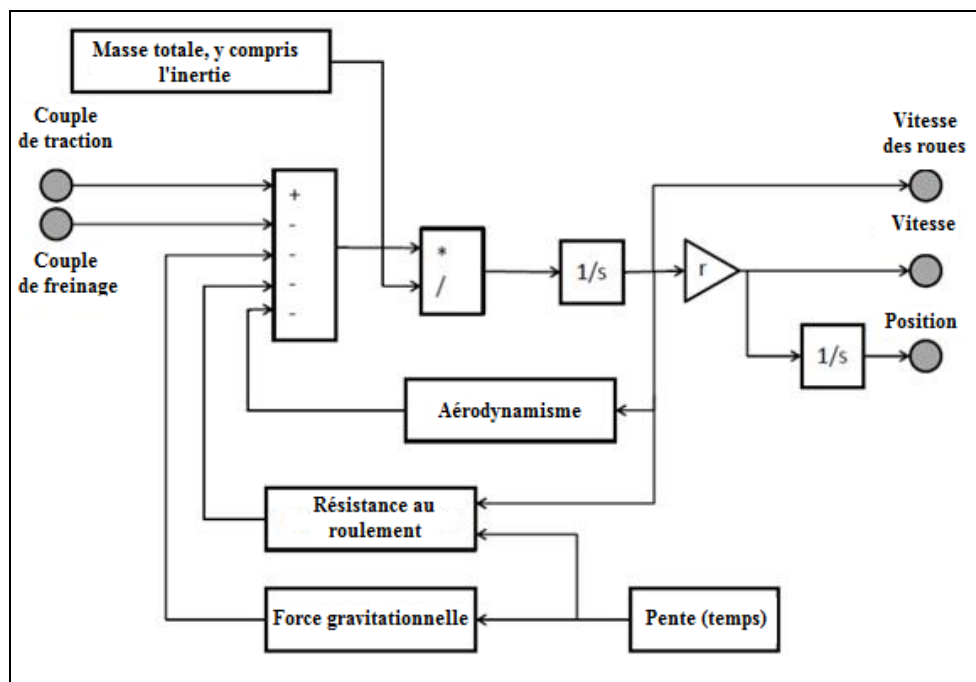 Masse totale, y compris
l'inertie
Couple
de traction
Vitesse
des roues
+
-
-
-
-
Couple
de freinage
*
/
1/s
r
Vitesse
Position
1/s
Aérodynamisme
Résistance au
roulement
Force gravitationnelle
Pente (temps)